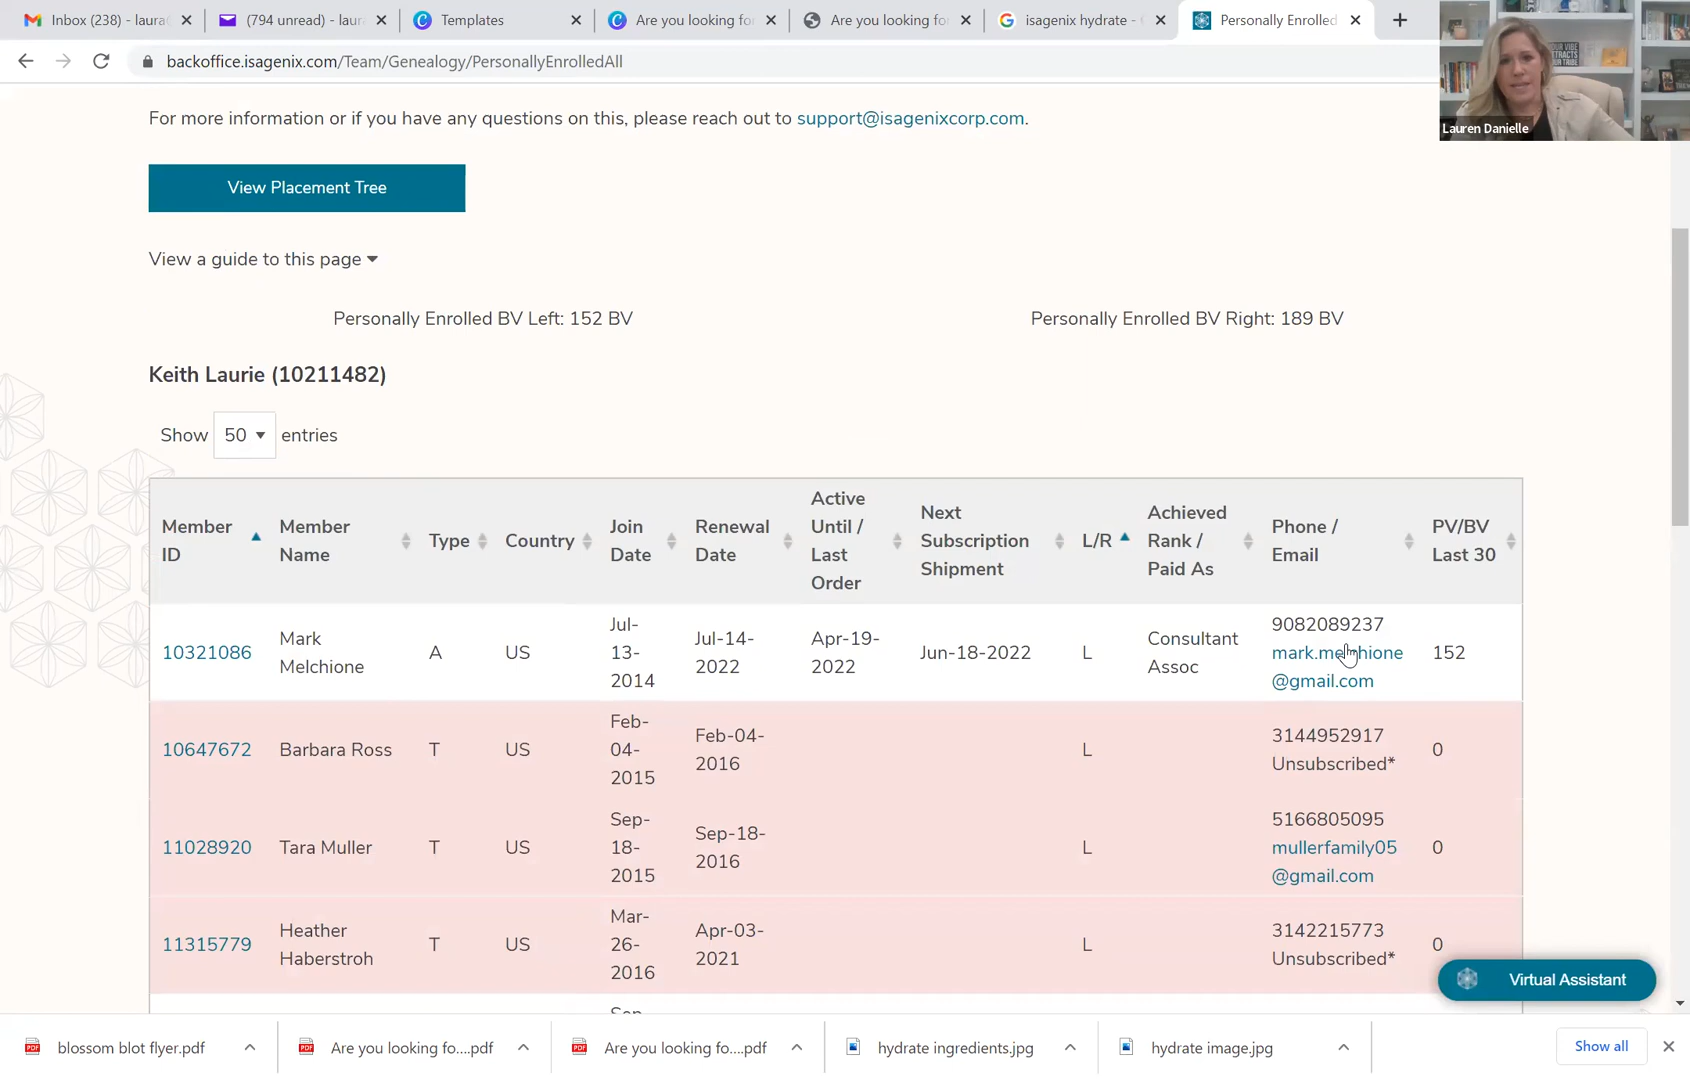 Inbox (238) - laura
(794 unread) - laur
Templates
Are you looking fo
Are you looking fo
isagenix hydrate -
Personally Enrolled
backoffice.isagenix.com/Team/Genealogy/PersonallyEnrolledAll
YOUR VIBE
ATTRACTS
YOUR TRIBE
Lauren Danielle
For more information or if you have any questions on this, please reach out to support@isagenixcorp.com.
View Placement Tree
View a guide to this page
Personally Enrolled BV Left: 152 BV
Personally Enrolled BV Right: 189 BV
Keith Laurie (10211482)
Show 50 entries
Member ID
Member Name
Type
Country
Join Date
Renewal Date
Active Until / Last Order
Next Subscription Shipment
L/R
Achieved Rank / Paid As
Phone / Email
PV/BV Last 30
10321086
Mark Melchione
A
US
Jul-13-2014
Jul-14-2022
Apr-19-2022
Jun-18-2022
L
Consultant Assoc
9082089237
mark.melchione@gmail.com
152
10647672
Barbara Ross
T
US
Feb-04-2015
Feb-04-2016
L
3144952917
Unsubscribed*
0
11028920
Tara Muller
T
US
Sep-18-2015
Sep-18-2016
L
5166805095
mullerfamily05@gmail.com
0
11315779
Heather Haberstroh
T
US
Mar-26-2016
Apr-03-2021
L
3142215773
Unsubscribed*
0
Sep-
Virtual Assistant
blossom blot flyer.pdf
Are you looking fo....pdf
Are you looking fo....pdf
hydrate ingredients.jpg
hydrate image.jpg
Show all